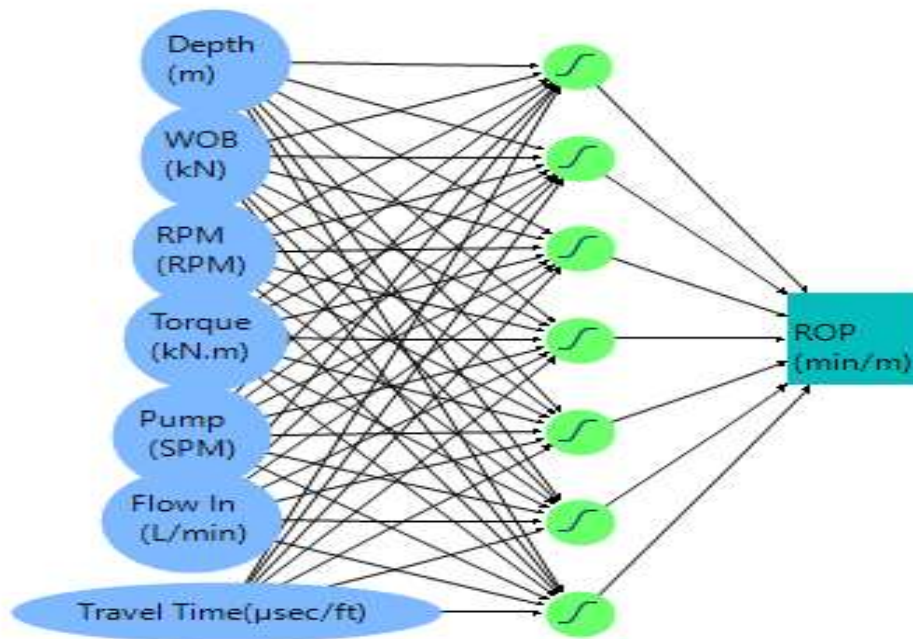 Depth
(m)
WOB
(kN)
RPM
(RPM)
Torque
(kN.m)
Pump
(SPM)
Flow In
(L/min)
Travel Time(µsec/ft)
ROP
(min/m)